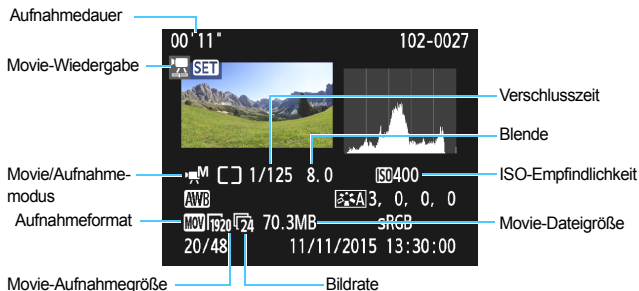 Aufnahmedauer
00'11" 102-0027
Movie-Wiedergabe
SET
Verschlusszeit
Blende
Movie/Aufnahme-
modus
M 1/125 8.0 ISO 400
ISO-Empfindlichkeit
AWB A 3, 0, 0, 0
Aufnahmeformat
MOV 1920 24 70.3MB sRGB
Movie-Dateigröße
20/48 11/11/2015 13:30:00
Movie-Aufnahmegröße
Bildrate